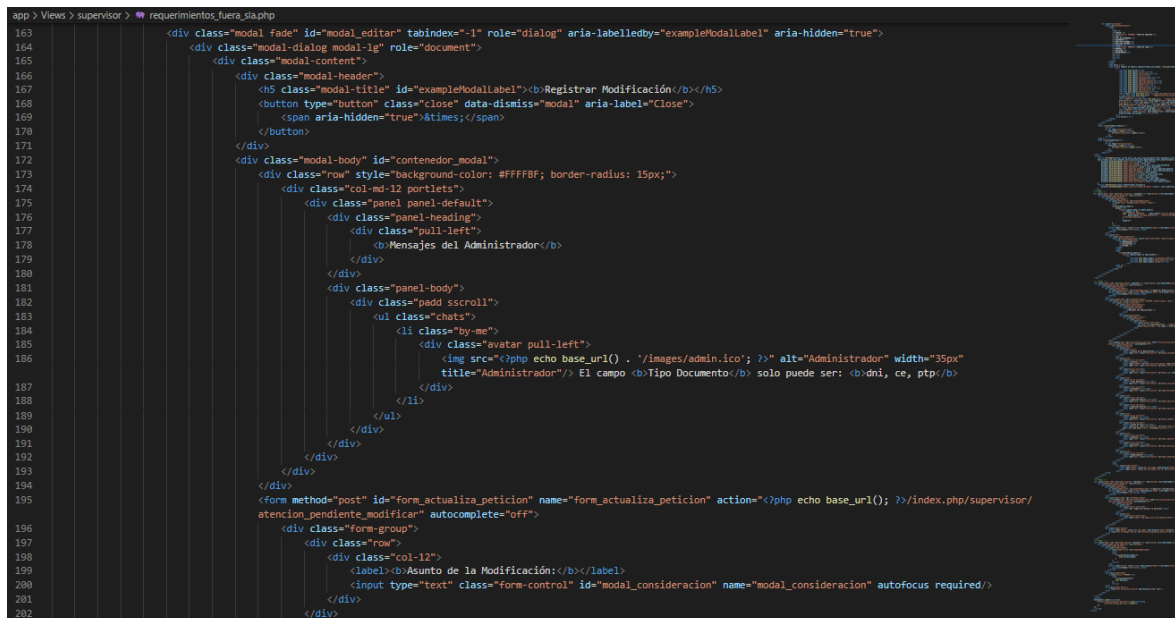 app > Views > supervisor > requerimientos_fuera_sla.php
163 <div class="modal fade" id="modal_editar" tabindex="-1" role="dialog" aria-labelledby="exampleModalLabel" aria-hidden="true">
164 <div class="modal-dialog modal-lg" role="document">
165 <div class="modal-content">
166 <div class="modal-header">
167 <h5 class="modal-title" id="exampleModalLabel"><b>Registrar Modificación</b></h5>
168 <button type="button" class="close" data-dismiss="modal" aria-label="Close">
169 <span aria-hidden="true">&times;</span>
170 </button>
171 </div>
172 <div class="modal-body" id="contenedor_modal">
173 <div class="row" style="background-color: #FFFFBF; border-radius: 15px;">
174 <div class="col-md-12 portlets">
175 <div class="panel panel-default">
176 <div class="panel-heading">
177 <div class="pull-left">
178 <b>Mensajes del Administrador</b>
179 </div>
180 </div>
181 <div class="panel-body">
182 <div class="padd sscroll">
183 <ul class="chats">
184 <li class="by-me">
185 <div class="avatar pull-left">
186 <img src="<?php echo base_url() . '/images/admin.ico'; ?>" alt="Administrador" width="35px"
title="Administrador"/> El campo <b>Tipo Documento</b> solo puede ser: <b>dni, ce, ptp</b>
187 </div>
188 </li>
189 </ul>
190 </div>
191 </div>
192 </div>
193 </div>
194 </div>
195 <form method="post" id="form_actualiza_peticion" name="form_actualiza_peticion" action="<?php echo base_url(); ?>/index.php/supervisor/
atencion_pendiente_modificar" autocomplete="off">
196 <div class="form-group">
197 <div class="row">
198 <div class="col-12">
199 <label><b>Asunto de la Modificación:</b></label>
200 <input type="text" class="form-control" id="modal_consideracion" name="modal_consideracion" autofocus required/>
201 </div>
202 </div>